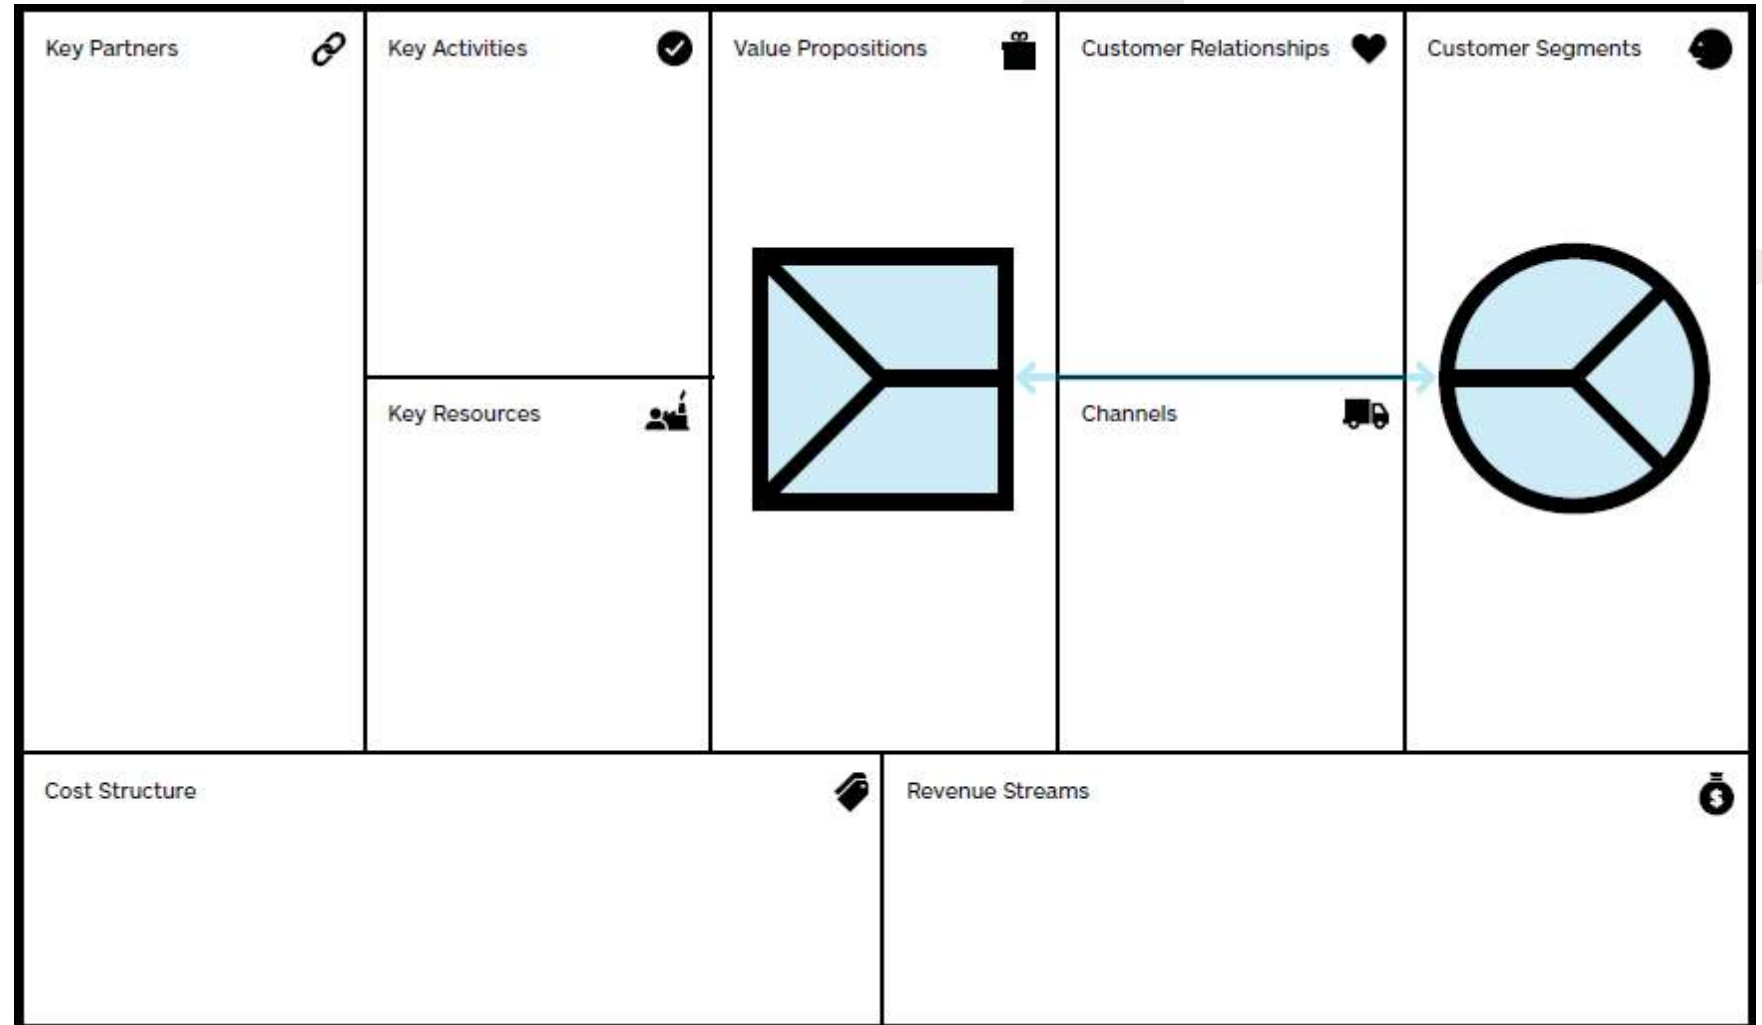 Key Partners
Key Activities
Value Propositions
Customer Relationships
Customer Segments
Key Resources
Channels
Cost Structure
Revenue Streams
$